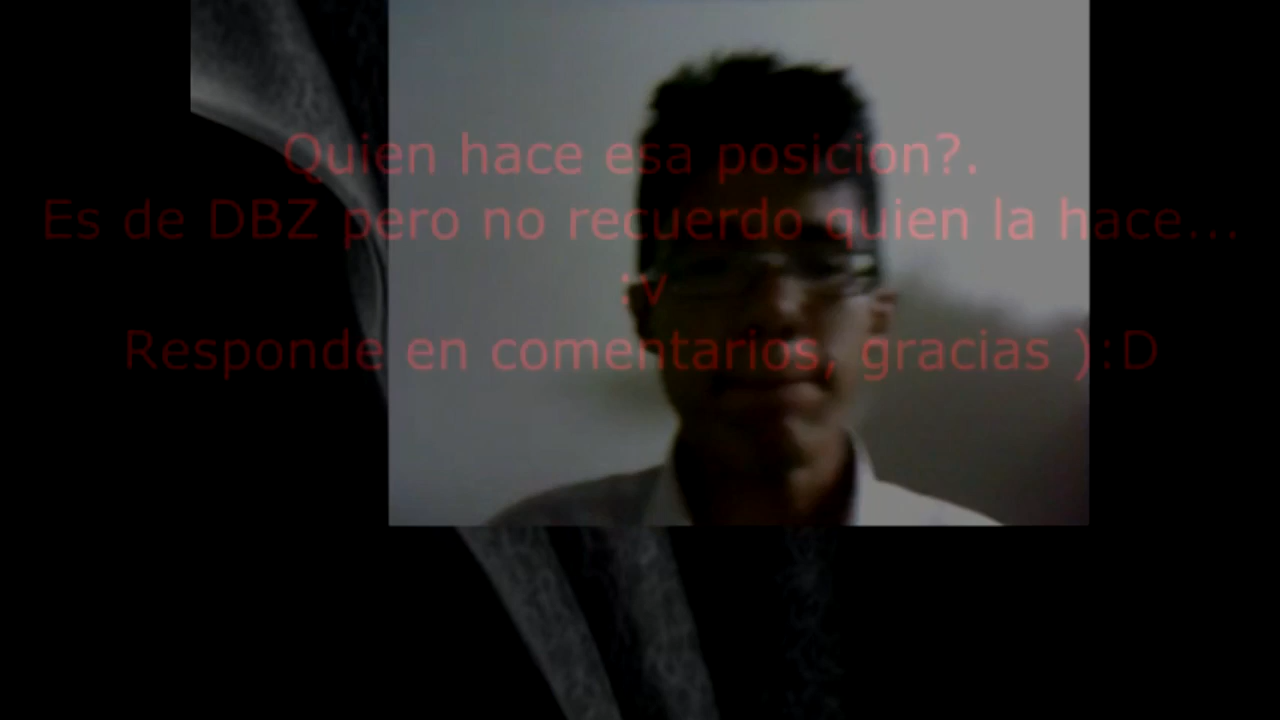 Quien hace esa posicion?.
Es de DBZ pero no recuerdo quien la hace...
:v
Responde en comentarios, gracias ):D